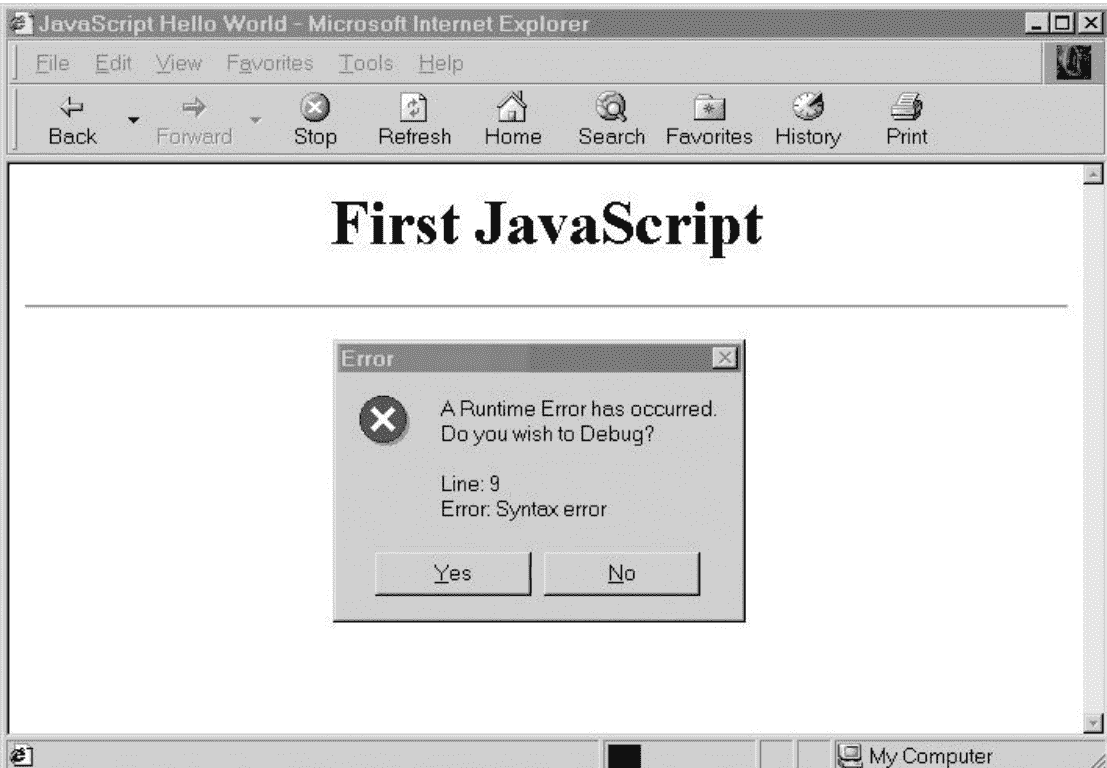 JavaScript Hello World - Microsoft Internet Explorer
File Edit View Favorites Tools Help
Back Forward Stop Refresh Home Search Favorites History Print
First JavaScript
Error
A Runtime Error has occurred.
Do you wish to Debug?
Line: 9
Error: Syntax error
Yes No
My Computer